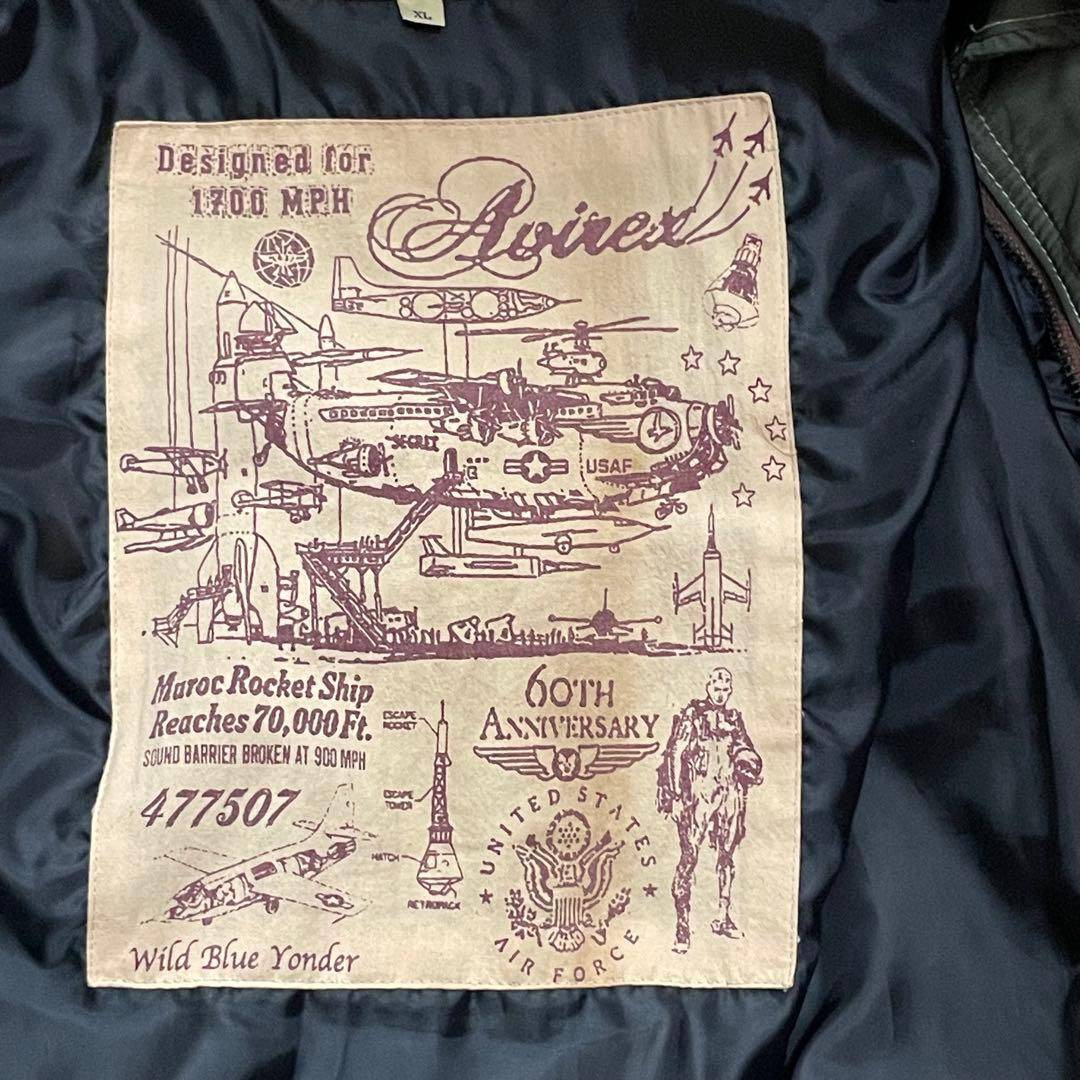 XL
Designed for
1700 MPH
Avirex
SECRET
USAF
Maroc Rocket Ship
Reaches 70,000 Ft.
SOUND BARRIER BROKEN AT 900 MPH
477507
ESCAPE
ROCKET
ESCAPE
TOWER
HATCH
RETROPACK
60TH
ANNIVERSARY
UNITED STATES
AIR FORCE
Wild Blue Yonder